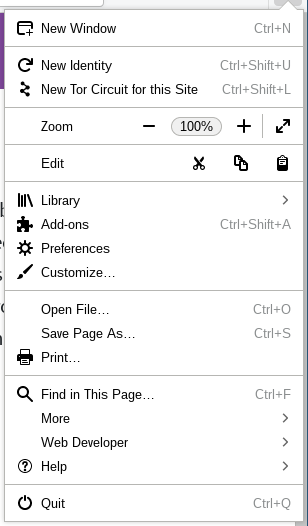 New Window Ctrl+N
New Identity Ctrl+Shift+U
New Tor Circuit for this Site Ctrl+Shift+L
Zoom 100%
Edit
Library
Add-ons Ctrl+Shift+A
Preferences
Customize…
Open File… Ctrl+O
Save Page As… Ctrl+S
Print…
Find in This Page… Ctrl+F
More
Web Developer
Help
Quit Ctrl+Q